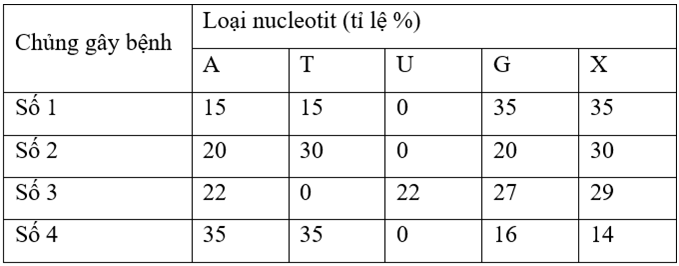 Chủng gây bệnh
Loại nucleotit (tỉ lệ %)
A T U G X
Số 1 15 15 0 35 35
Số 2 20 30 0 20 30
Số 3 22 0 22 27 29
Số 4 35 35 0 16 14